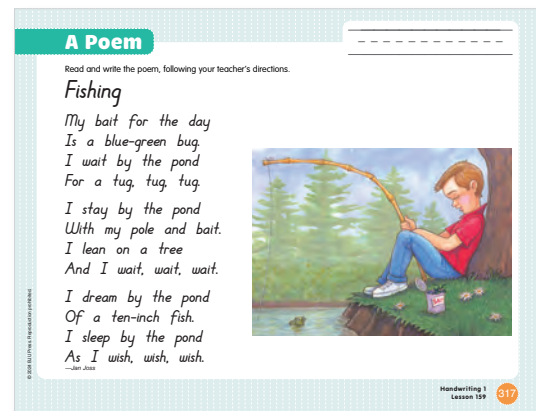 A Poem
Read and write the poem, following your teacher's directions.
Fishing
My bait for the day
Is a blue-green bug.
I wait by the pond
For a tug, tug, tug.
I stay by the pond
With my pole and bait.
I lean on a tree
And I wait, wait, wait.
I dream by the pond
Of a ten-inch fish.
I sleep by the pond
As I wish, wish, wish.
—Jan Joss
Handwriting 1
Lesson 159
317